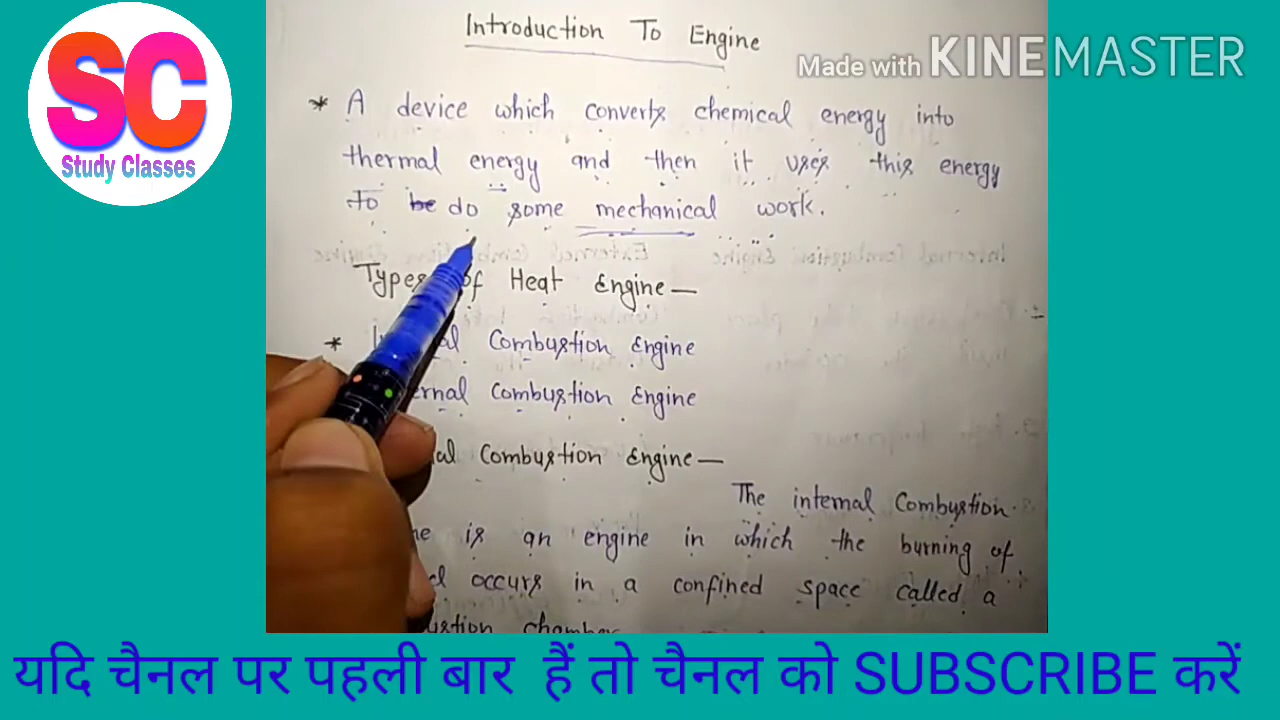 SC
Study Classes
Made with KINEMASTER
Introduction To Engine
* A device which converts chemical energy into
thermal energy and then it uses this energy
to be do some mechanical work.
Types of Heat Engine —
* Combustion Engine
Combustion Engine
Combustion Engine —
The internal Combustion
is an engine in which the burning of
occurs in a confined space called a
chamber
यदि चैनल पर पहली बार हैं तो चैनल को SUBSCRIBE करें